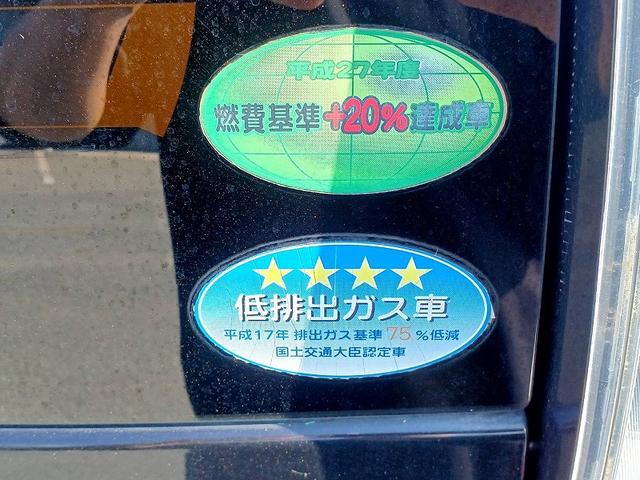 平成27年度
燃費基準+20%達成車
低排出ガス車
平成17年 排出ガス基準 75 %低減
国土交通大臣認定車